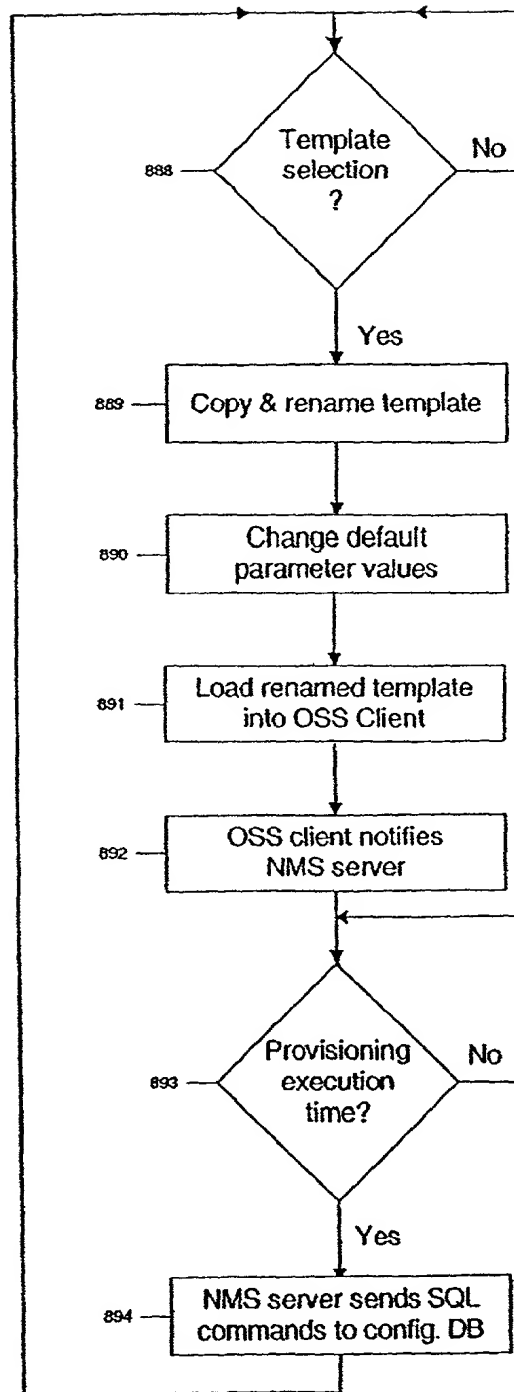 Template
selection
?
888
No
Yes
889
Copy & rename template
890
Change default
parameter values
891
Load renamed template
into OSS Client
892
OSS client notifies
NMS server
893
Provisioning
execution
time?
No
Yes
894
NMS server sends SQL
commands to config. DB